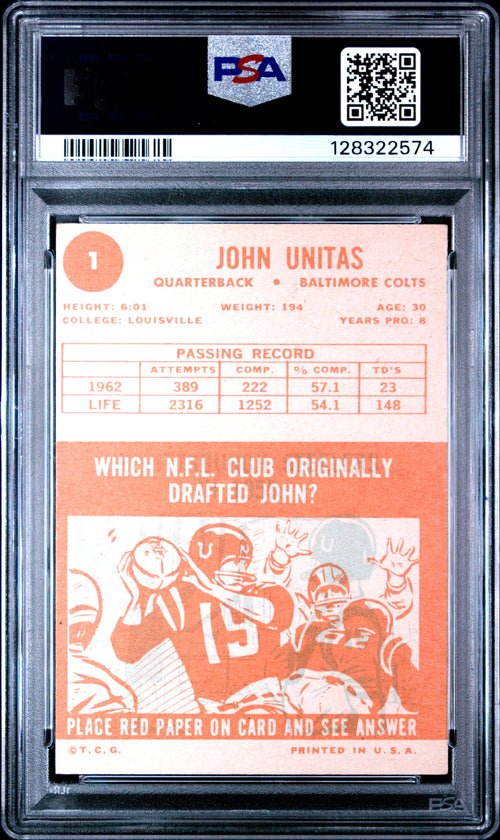 PSA
128322574
1
JOHN UNITAS
QUARTERBACK • BALTIMORE COLTS
HEIGHT: 6:01 WEIGHT: 194 AGE: 30
COLLEGE: LOUISVILLE YEARS PRO: 8
PASSING RECORD
ATTEMPTS COMP. % COMP. TD'S
1962 389 222 57.1 23
LIFE 2316 1252 54.1 148
WHICH N.F.L. CLUB ORIGINALLY
DRAFTED JOHN?
U U
19 82
PLACE RED PAPER ON CARD AND SEE ANSWER
©T.C.G. PRINTED IN U.S.A.
PSA